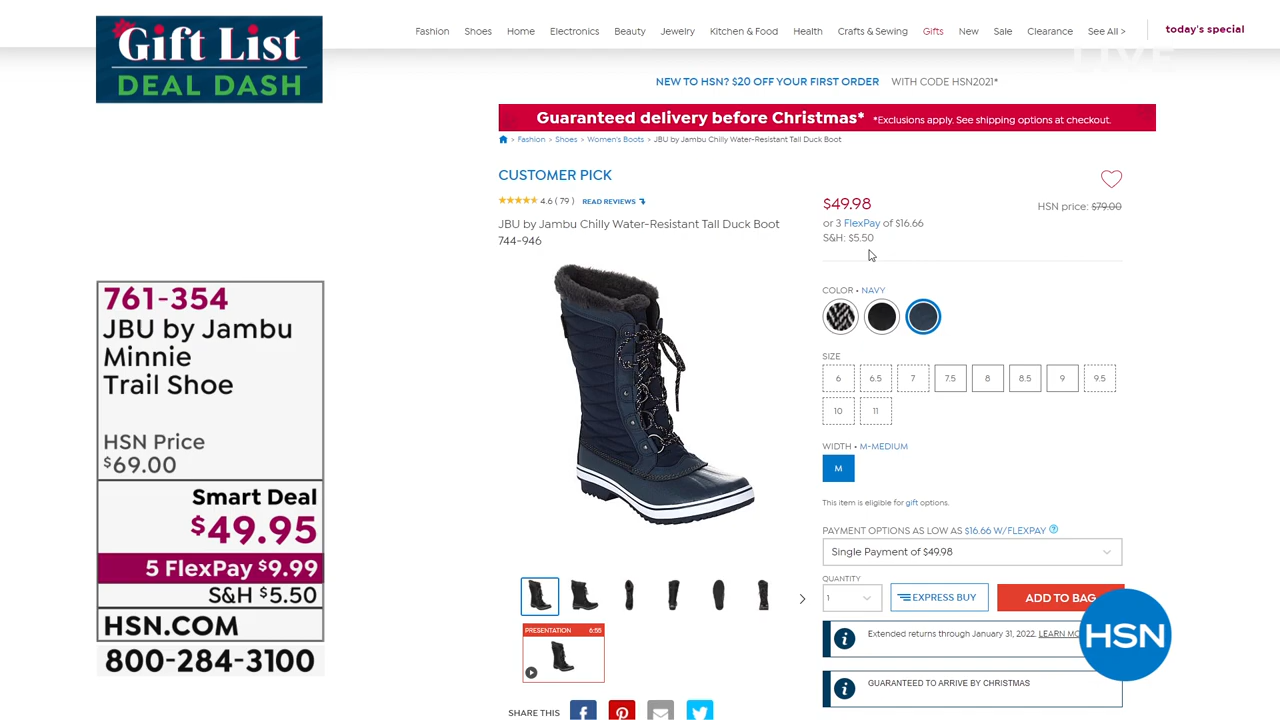 Gift List
DEAL DASH
Fashion Shoes Home Electronics Beauty Jewelry Kitchen & Food Health Crafts & Sewing Gifts New Sale Clearance See All > today's special
LIVE
NEW TO HSN? $20 OFF YOUR FIRST ORDER WITH CODE HSN2021*
Guaranteed delivery before Christmas* *Exclusions apply. See shipping options at checkout.
> Fashion > Shoes > Women's Boots > JBU by Jambu Chilly Water-Resistant Tall Duck Boot
CUSTOMER PICK
4.6 ( 79 ) READ REVIEWS
JBU by Jambu Chilly Water-Resistant Tall Duck Boot
744-946
$49.98
HSN price: $79.00
or 3 FlexPay of $16.66
S&H: $5.50
COLOR • NAVY
SIZE
6 6.5 7 7.5 8 8.5 9 9.5
10 11
WIDTH • M-MEDIUM
M
This item is eligible for gift options.
PAYMENT OPTIONS AS LOW AS $16.66 W/FLEXPAY ?
Single Payment of $49.98
QUANTITY
1
EXPRESS BUY
ADD TO BAG
Extended returns through January 31, 2022. LEARN
GUARANTEED TO ARRIVE BY CHRISTMAS
HSN
PRESENTATION 6:55
SHARE THIS
761-354
JBU by Jambu
Minnie
Trail Shoe
HSN Price
$69.00
Smart Deal
$49.95
5 FlexPay $9.99
S&H $5.50
HSN.COM
800-284-3100